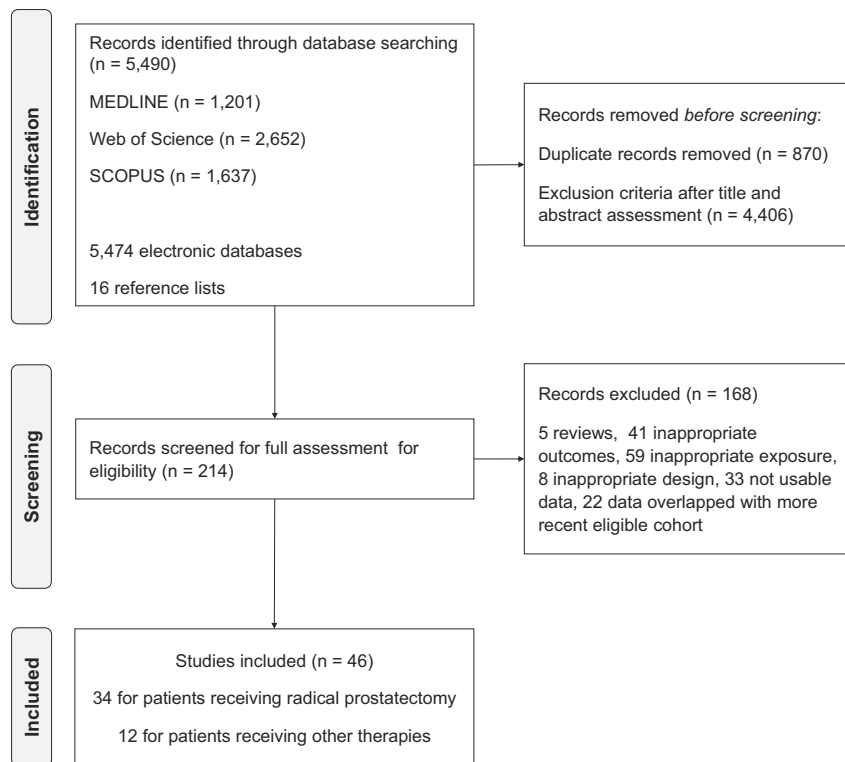 Identification
Records identified through database searching
(n = 5,490)
MEDLINE (n = 1,201)
Web of Science (n = 2,652)
SCOPUS (n = 1,637)
5,474 electronic databases
16 reference lists
Records removed before screening:
Duplicate records removed (n = 870)
Exclusion criteria after title and
abstract assessment (n = 4,406)
Screening
Records screened for full assessment for
eligibility (n = 214)
Records excluded (n = 168)
5 reviews, 41 inappropriate
outcomes, 59 inappropriate exposure,
8 inappropriate design, 33 not usable
data, 22 data overlapped with more
recent eligible cohort
Included
Studies included (n = 46)
34 for patients receiving radical prostatectomy
12 for patients receiving other therapies